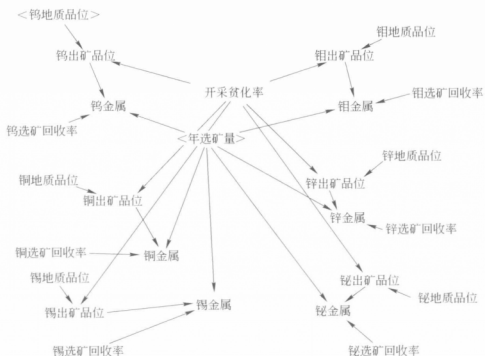 <钨地质品位>
钼地质品位
钨出矿品位
钼出矿品位
开采贫化率
钼选矿回收率
钨金属
钼金属
钨选矿回收率
<年选矿量>
锌地质品位
铜地质品位
锌出矿品位
铜出矿品位
锌金属
锌选矿回收率
铜选矿回收率
铜金属
锡地质品位
铋出矿品位
锡金属
铋金属
铋地质品位
锡出矿品位
锡选矿回收率
铋选矿回收率